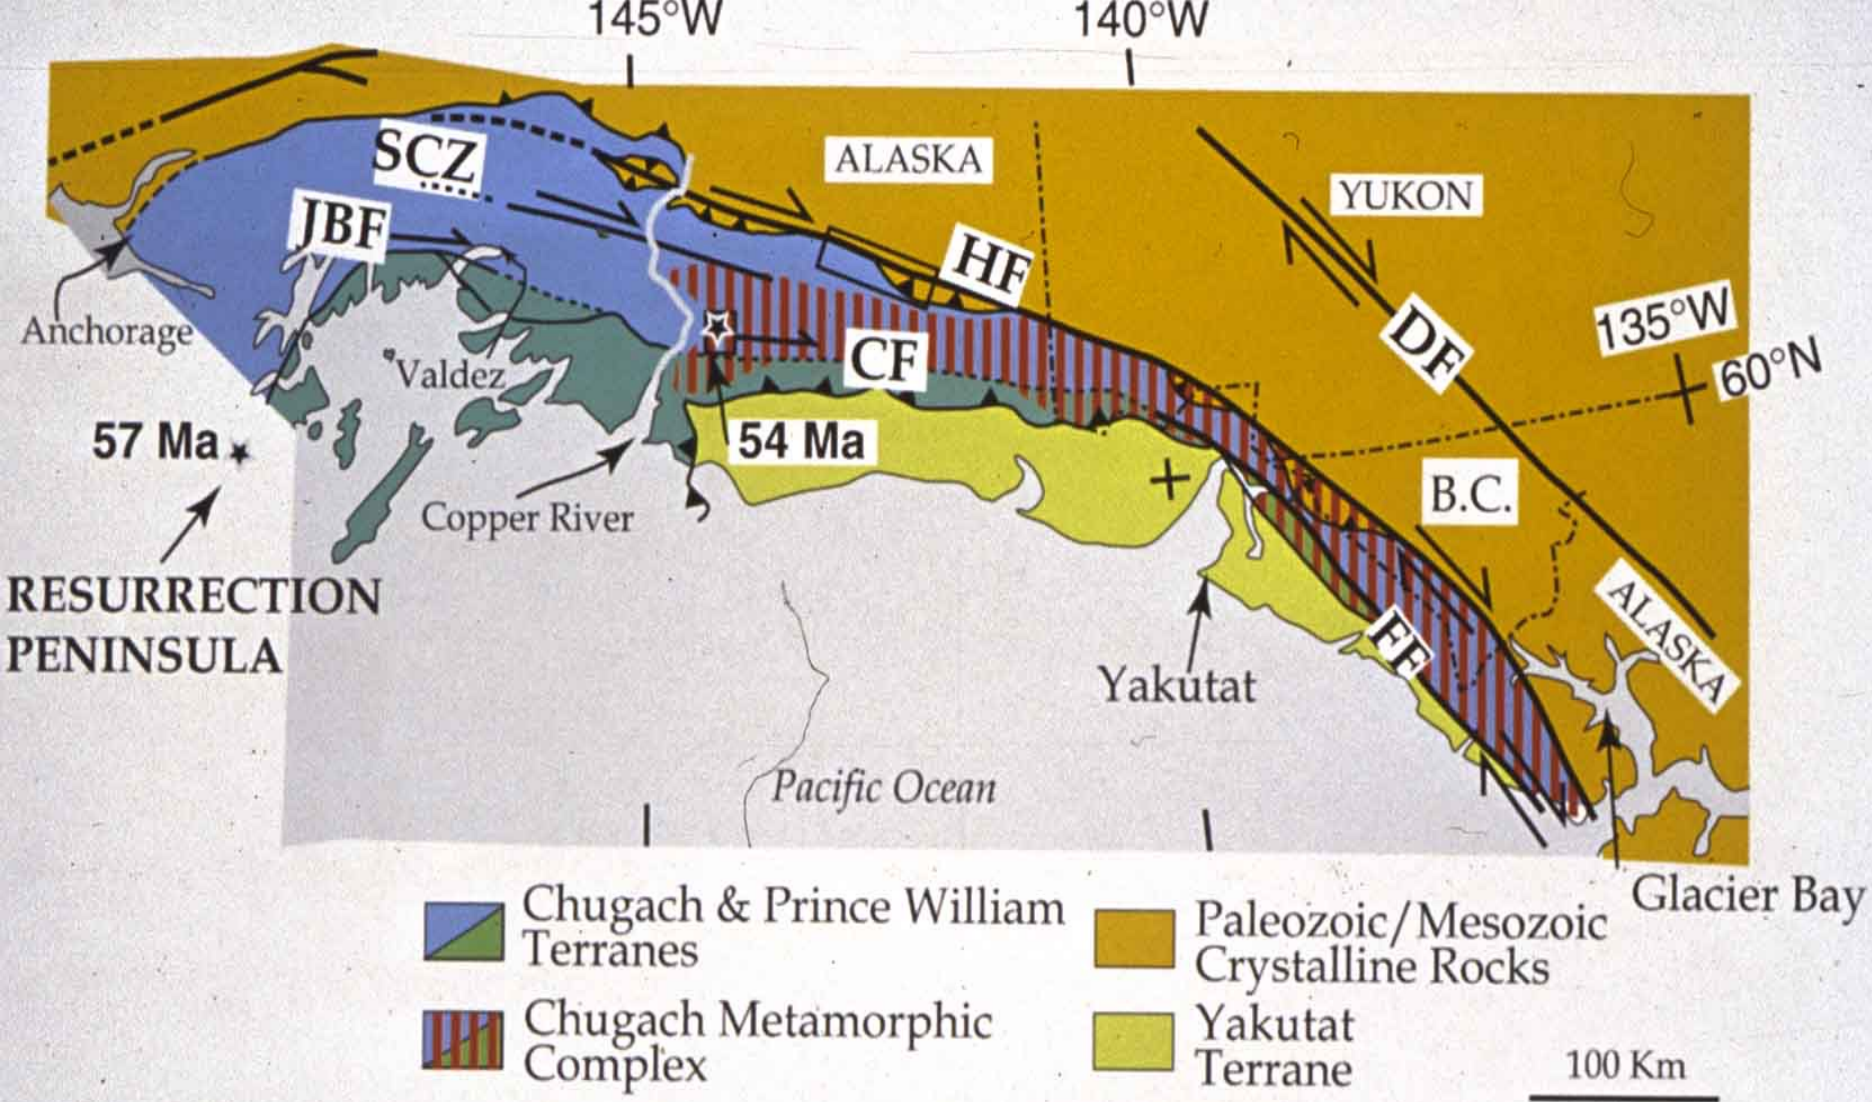 145°W
140°W
SCZ
ALASKA
YUKON
JBF
HF
Anchorage
135°W
DF
60°N
CF
Valdez
57 Ma
54 Ma
B.C.
Copper River
RESURRECTION
PENINSULA
ALASKA
FF
Yakutat
Pacific Ocean
Glacier Bay
Chugach & Prince William
Terranes
Paleozoic/Mesozoic
Crystalline Rocks
Chugach Metamorphic
Complex
Yakutat
Terrane
100 Km